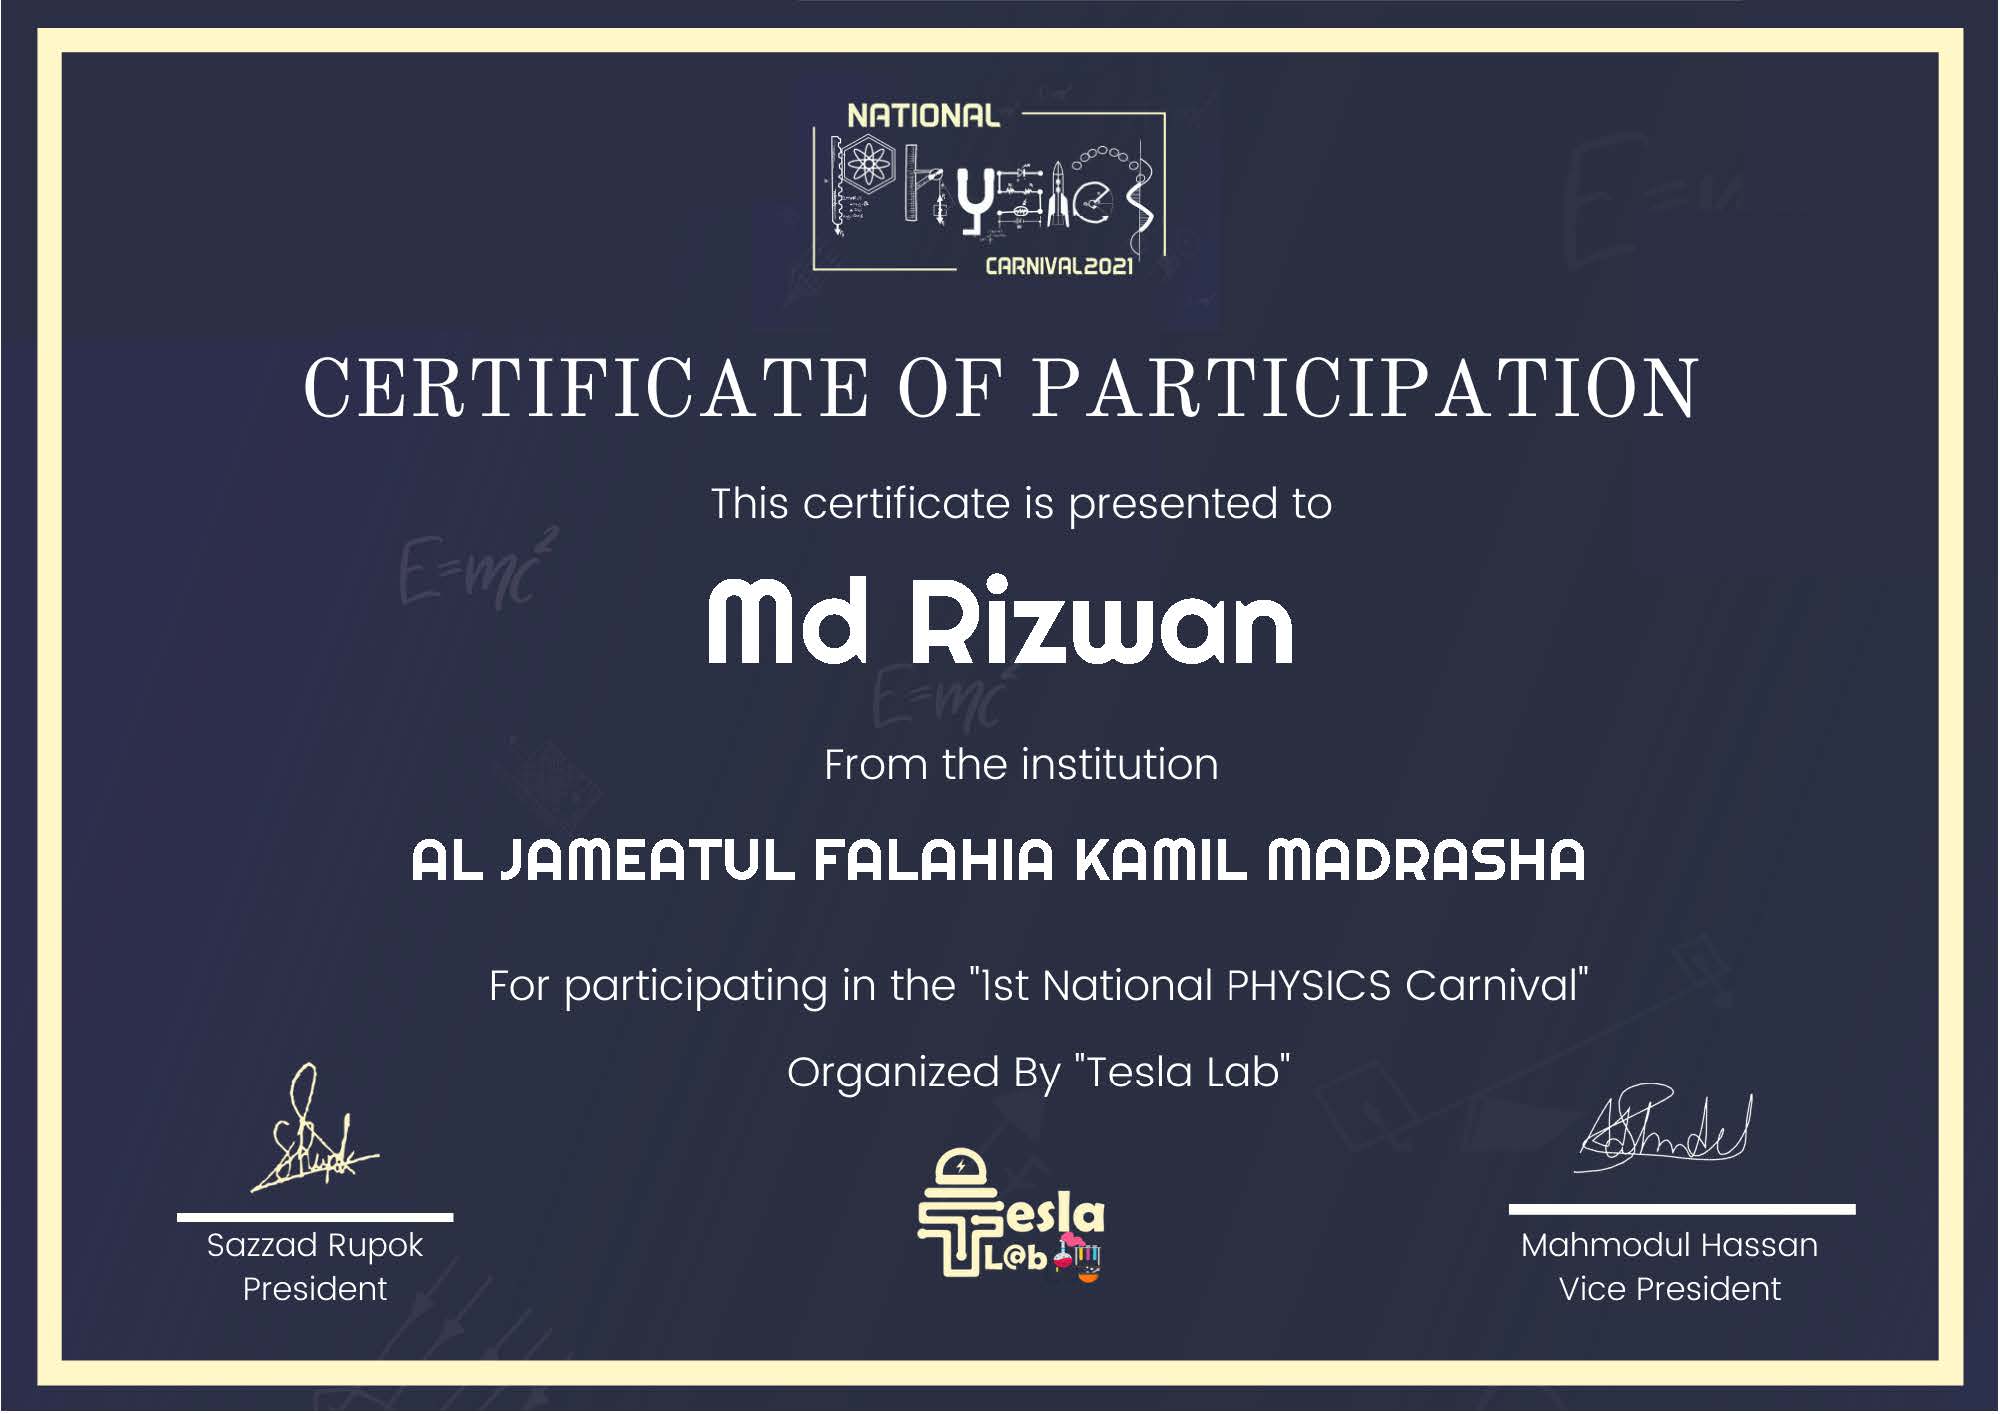 NATIONAL
Physics
CARNIVAL2021
CERTIFICATE OF PARTICIPATION
This certificate is presented to
Md Rizwan
From the institution
AL JAMEATUL FALAHIA KAMIL MADRASHA
For participating in the "1st National PHYSICS Carnival"
Organized By "Tesla Lab"
Tesla
L@b
Sazzad Rupok
President
Mahmodul Hassan
Vice President
E=mc²
E=mc²